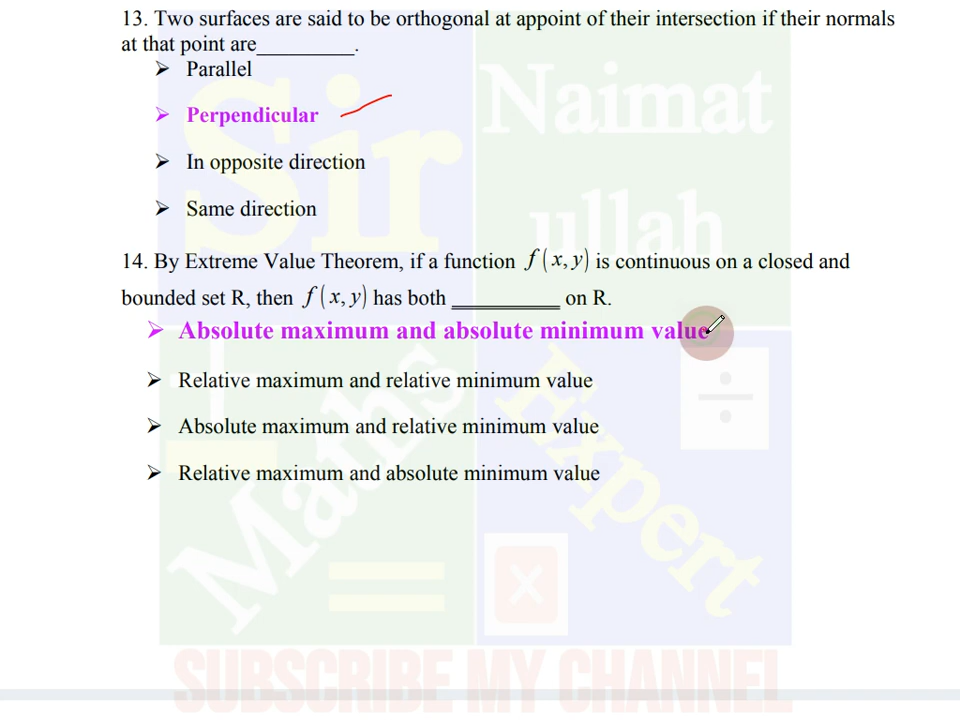 13. Two surfaces are said to be orthogonal at appoint of their intersection if their normals
at that point are_________.
➢ Parallel
➢ Perpendicular
➢ In opposite direction
➢ Same direction
14. By Extreme Value Theorem, if a function f(x,y) is continuous on a closed and
bounded set R, then f(x,y) has both __________ on R.
➢ Absolute maximum and absolute minimum value
➢ Relative maximum and relative minimum value
➢ Absolute maximum and relative minimum value
➢ Relative maximum and absolute minimum value
Sir Naimat
ullah
Maths Expert
SUBSCRIBE MY CHANNEL